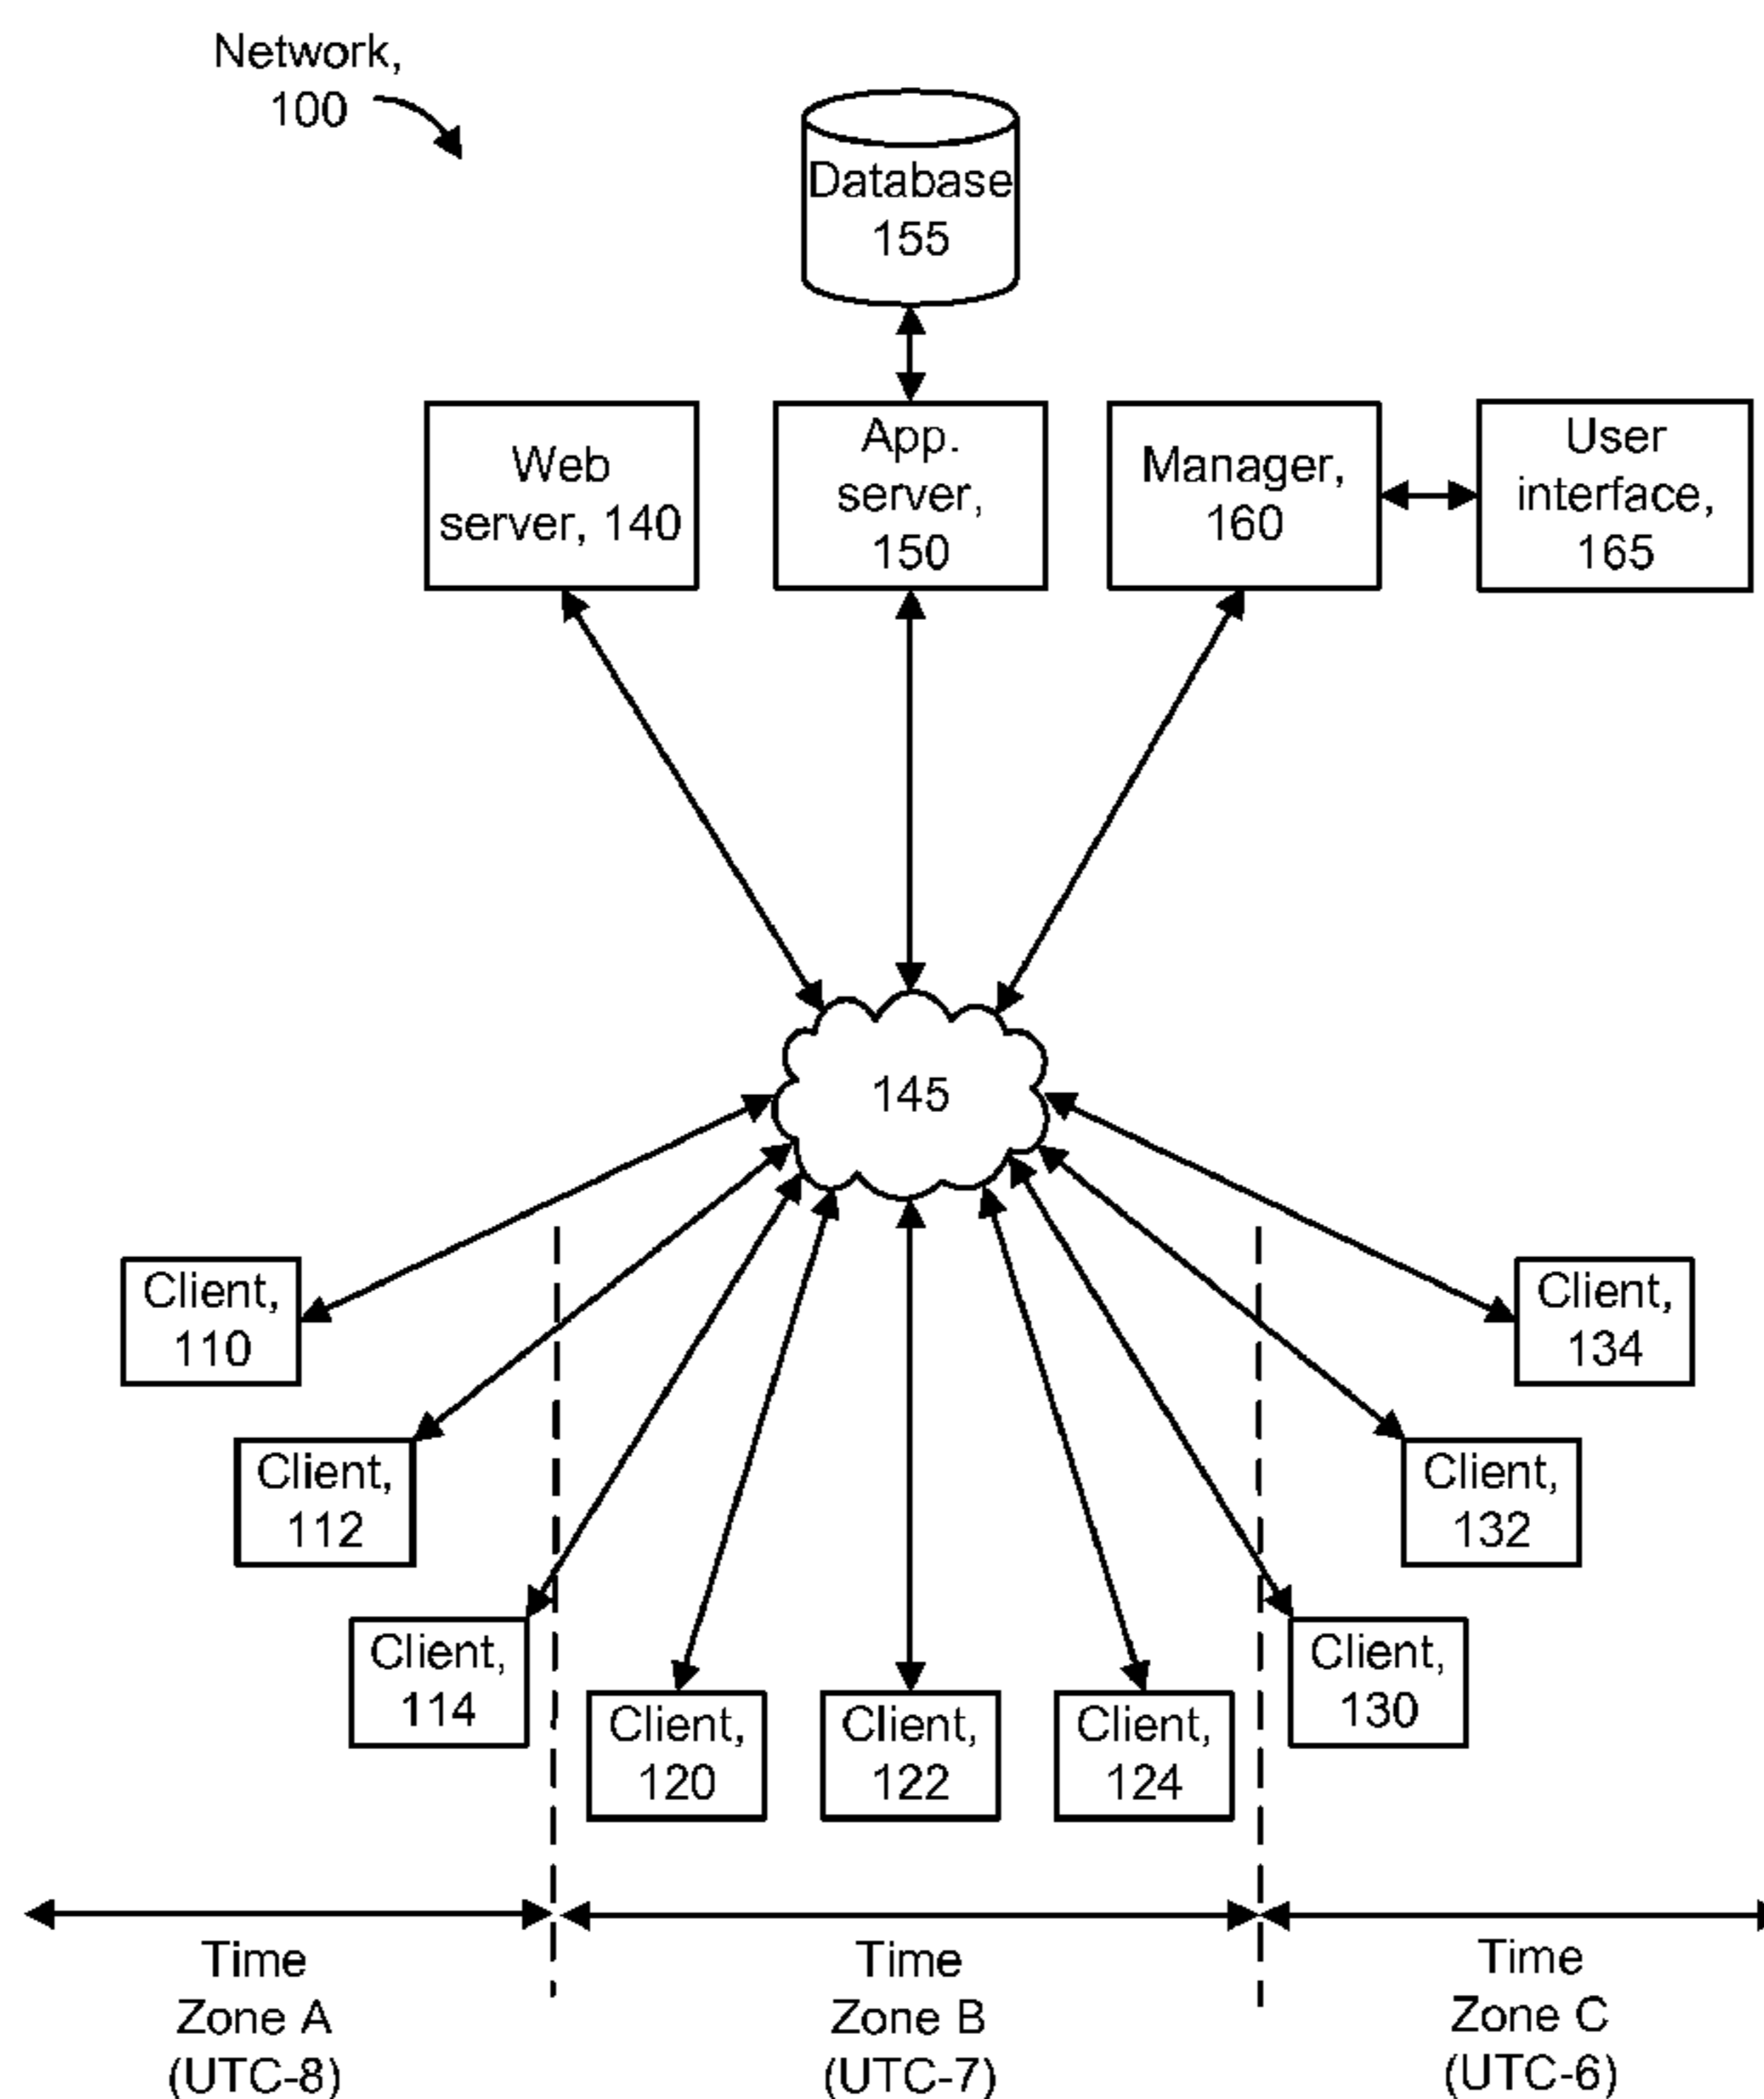 Network,
100
Database
155
Web
server, 140
App.
server,
150
Manager,
160
User
interface,
165
145
Client,
110
Client,
134
Client,
112
Client,
132
Client,
114
Client,
130
Client,
120
Client,
122
Client,
124
Time
Zone A
(UTC-8)
Time
Zone B
(UTC-7)
Time
Zone C
(UTC-6)